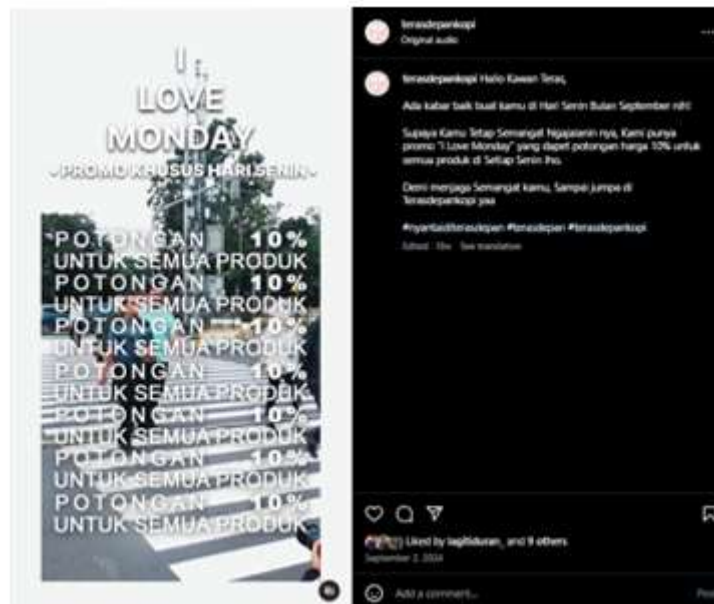 I
LOVE
MONDAY
• PROMO KHUSUS HARI SENIN •
POTONGAN 10%
UNTUK SEMUA PRODUK
POTONGAN 10%
UNTUK SEMUA PRODUK
POTONGAN 10%
UNTUK SEMUA PRODUK
POTONGAN 10%
UNTUK SEMUA PRODUK
POTONGAN 10%
UNTUK SEMUA PRODUK
POTONGAN 10%
UNTUK SEMUA PRODUK
POTONGAN 10%
UNTUK SEMUA PRODUK
terasdepankopi
Original audio
terasdepankopi Hallo Kawan Teras,
Ada kabar baik buat kamu di Hari Senin Bulan September nih!
Supaya Kamu Tetap Semangat Ngajalanin nya, Kami punya
promo "I Love Monday" yang dapet potongan harga 10% untuk
semua produk di Setiap Senin lho.
Demi menjaga Semangat kamu, Sampai jumpa di
Terasdepankopi yaa
#nyantaiditerasdepan #terasdepan #terasdepankopi
Edited See translation
Liked by lagitiduran_ and 9 others
September 2, 2024
Add a comment...
Post